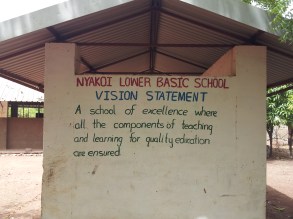 NYAKOI LOWER BASIC SCHOOL
VISION STATEMENT
A school of excellence where
all the components of teaching
and learning for quality education
are ensured.